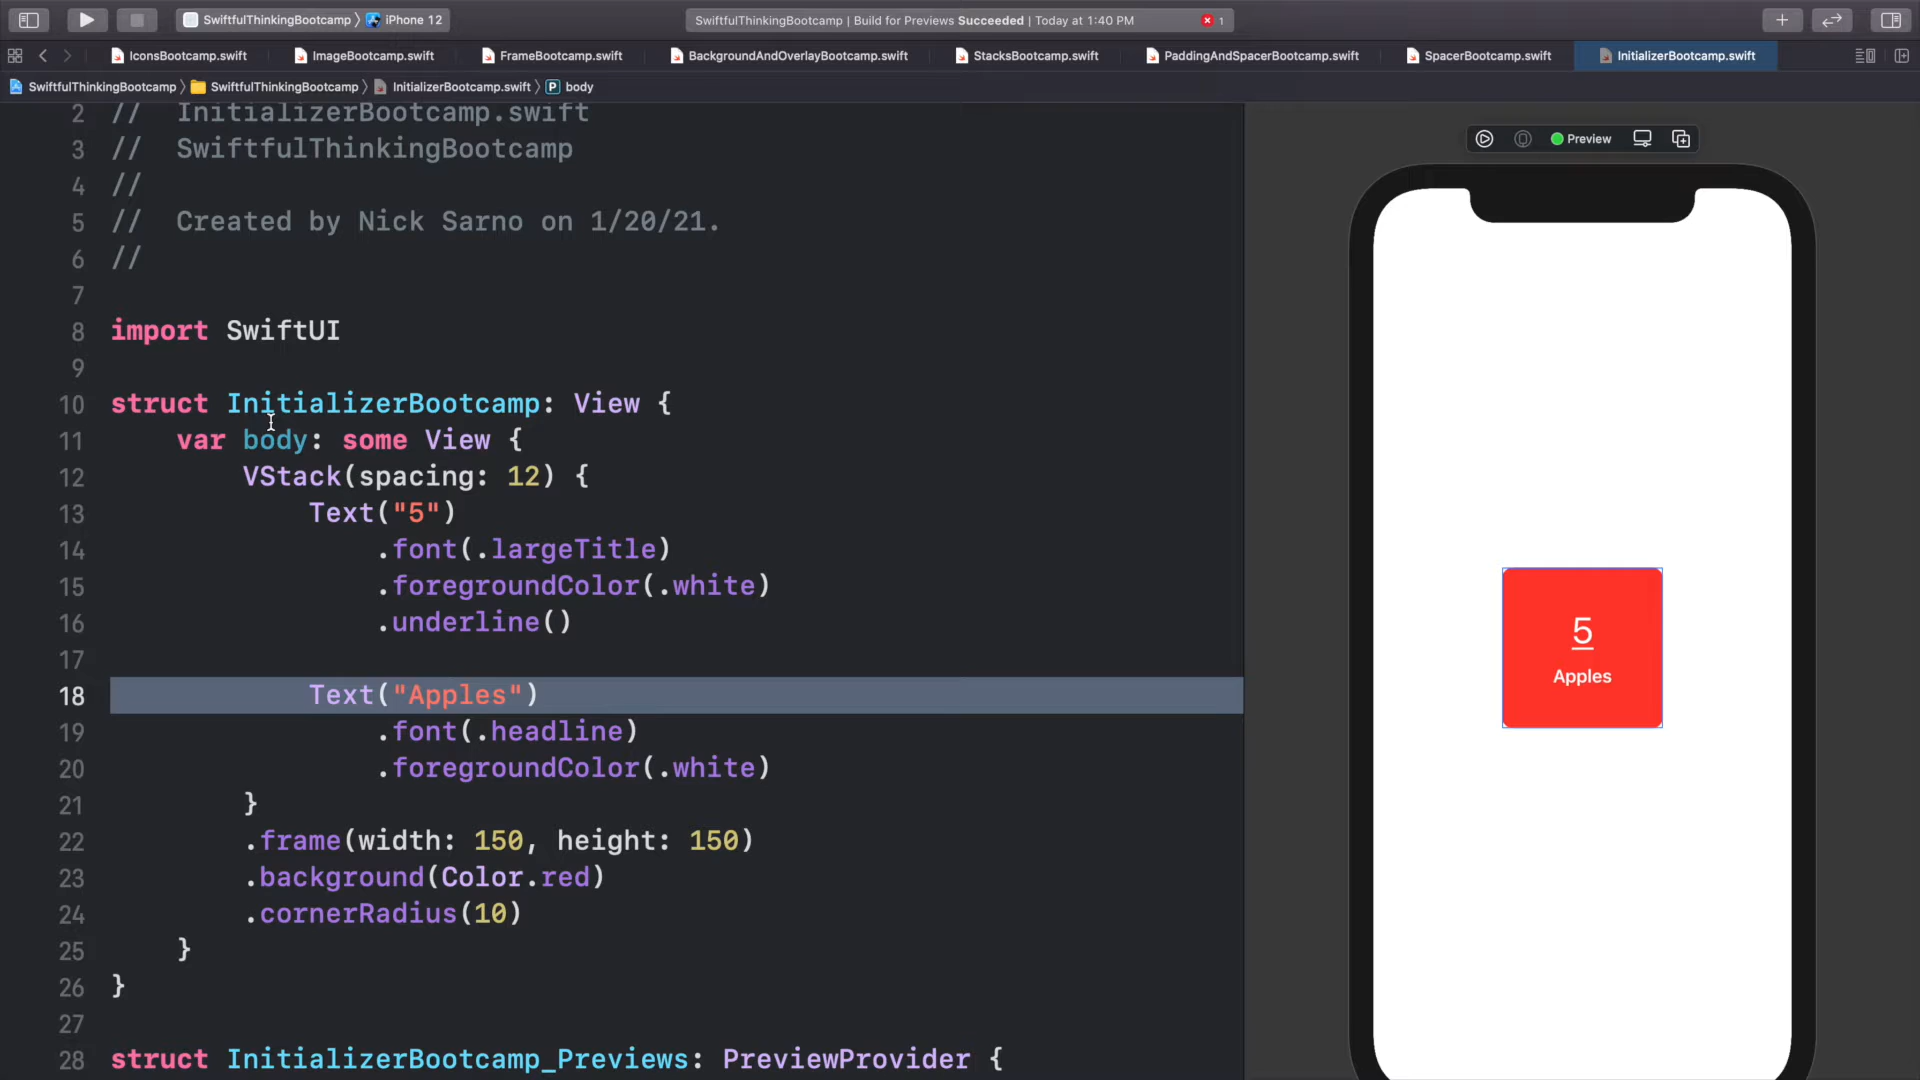 SwiftfulThinkingBootcamp 〉 iPhone 12
SwiftfulThinkingBootcamp | Build for Previews Succeeded | Today at 1:40 PM
1
IconsBootcamp.swift
ImageBootcamp.swift
FrameBootcamp.swift
BackgroundAndOverlayBootcamp.swift
StacksBootcamp.swift
PaddingAndSpacerBootcamp.swift
SpacerBootcamp.swift
InitializerBootcamp.swift
SwiftfulThinkingBootcamp 〉 SwiftfulThinkingBootcamp 〉 InitializerBootcamp.swift 〉 P body
2 //  InitializerBootcamp.swift
3 //  SwiftfulThinkingBootcamp
4 //
5 //  Created by Nick Sarno on 1/20/21.
6 //
7
8 import SwiftUI
9
10 struct InitializerBootcamp: View {
11     var body: some View {
12         VStack(spacing: 12) {
13             Text("5")
14                 .font(.largeTitle)
15                 .foregroundColor(.white)
16                 .underline()
17
18             Text("Apples")
19                 .font(.headline)
20                 .foregroundColor(.white)
21         }
22         .frame(width: 150, height: 150)
23         .background(Color.red)
24         .cornerRadius(10)
25     }
26 }
27
28 struct InitializerBootcamp_Previews: PreviewProvider {
Preview
5
Apples